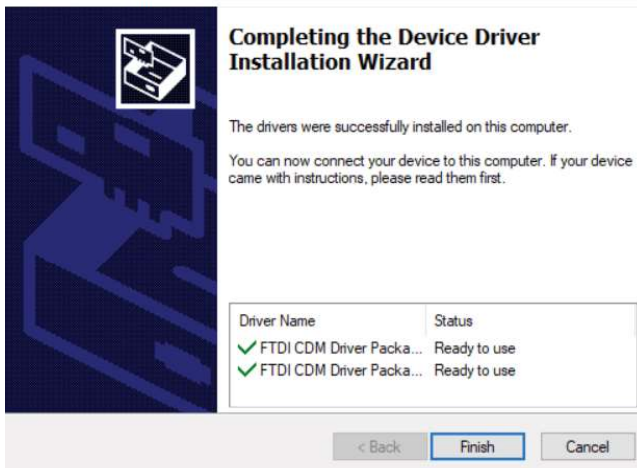 Completing the Device Driver
Installation Wizard
The drivers were successfully installed on this computer.
You can now connect your device to this computer. If your device
came with instructions, please read them first.
Driver Name Status
FTDI CDM Driver Packa... Ready to use
FTDI CDM Driver Packa... Ready to use
< Back Finish Cancel